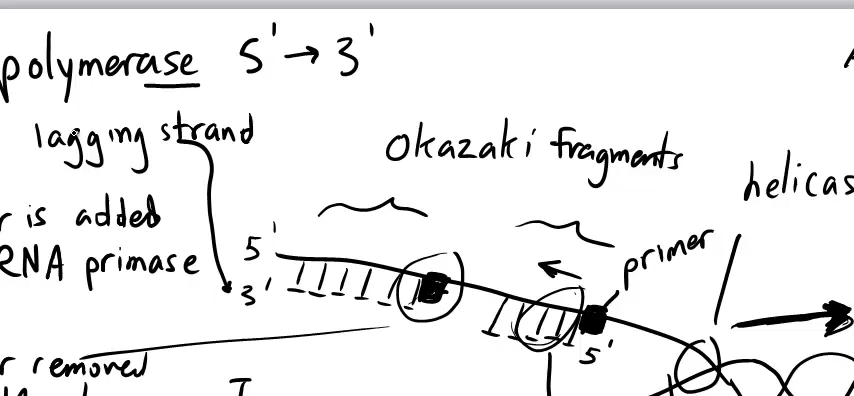 polymerase 5' → 3'
lagging strand
Okazaki fragments
helicas
r is added
RNA primase
5'
3'
primer
5'
r removed
I